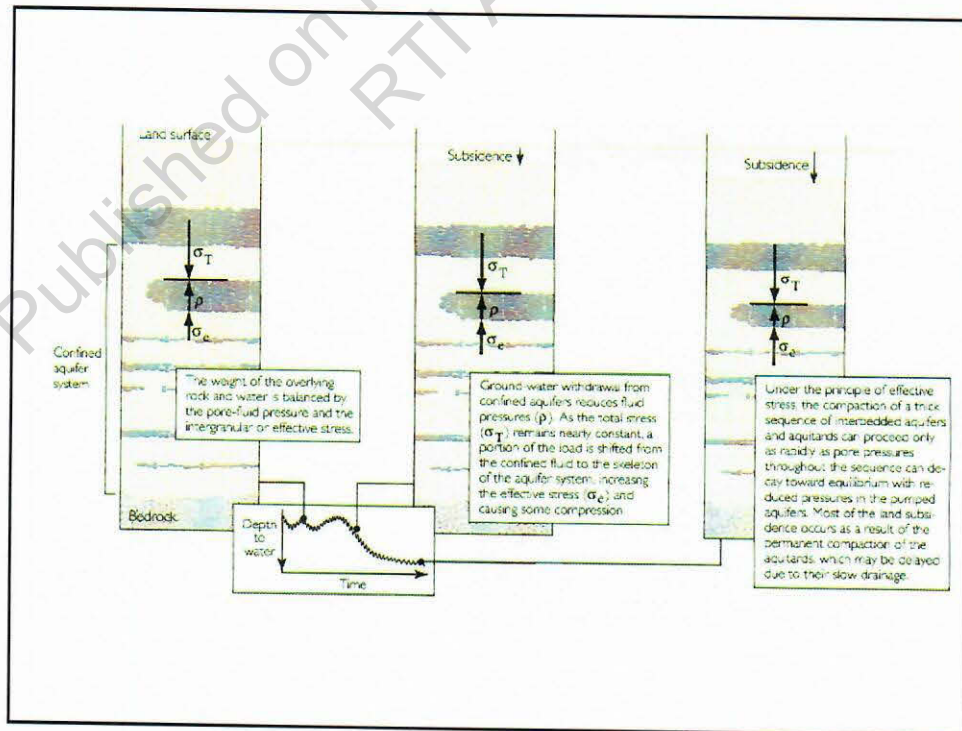 Published on
RTI A
Land surface
σT
ρ
σe
Confined
aquifer
system
The weight of the overlying
rock and water is balanced by
the pore-fluid pressure and the
intergranular or effective stress.
Bedrock
Subsidence
σT
ρ
σe
Ground-water withdrawal from
confined aquifers reduces fluid
pressures (ρ). As the total stress
(σT) remains nearly constant, a
portion of the load is shifted from
the confined fluid to the skeleton
of the aquifer system, increasing
the effective stress (σe) and
causing some compression
Subsidence
σT
ρ
σe
Under the principle of effective
stress, the compaction of a thick
sequence of interbedded aquifers
and aquitards can proceed only
as rapidly as pore pressures
throughout the sequence can de-
cay toward equilibrium with re-
duced pressures in the pumped
aquifers. Most of the land subsi-
dence occurs as a result of the
permanent compaction of the
aquitards, which may be delayed
due to their slow drainage.
Depth
to
water
Time